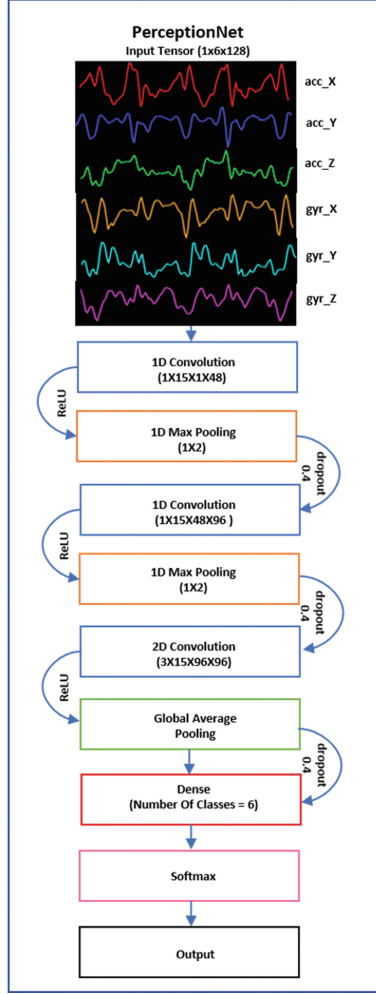 PerceptionNet
Input Tensor (1x6x128)
acc_X
acc_Y
acc_Z
gyr_X
gyr_Y
gyr_Z
1D Convolution
(1X15X1X48)
ReLU
1D Max Pooling
(1X2)
dropout
0.4
1D Convolution
(1X15X48X96 )
ReLU
1D Max Pooling
(1X2)
dropout
0.4
2D Convolution
(3X15X96X96)
ReLU
Global Average
Pooling
dropout
0.4
Dense
(Number Of Classes = 6)
Softmax
Output